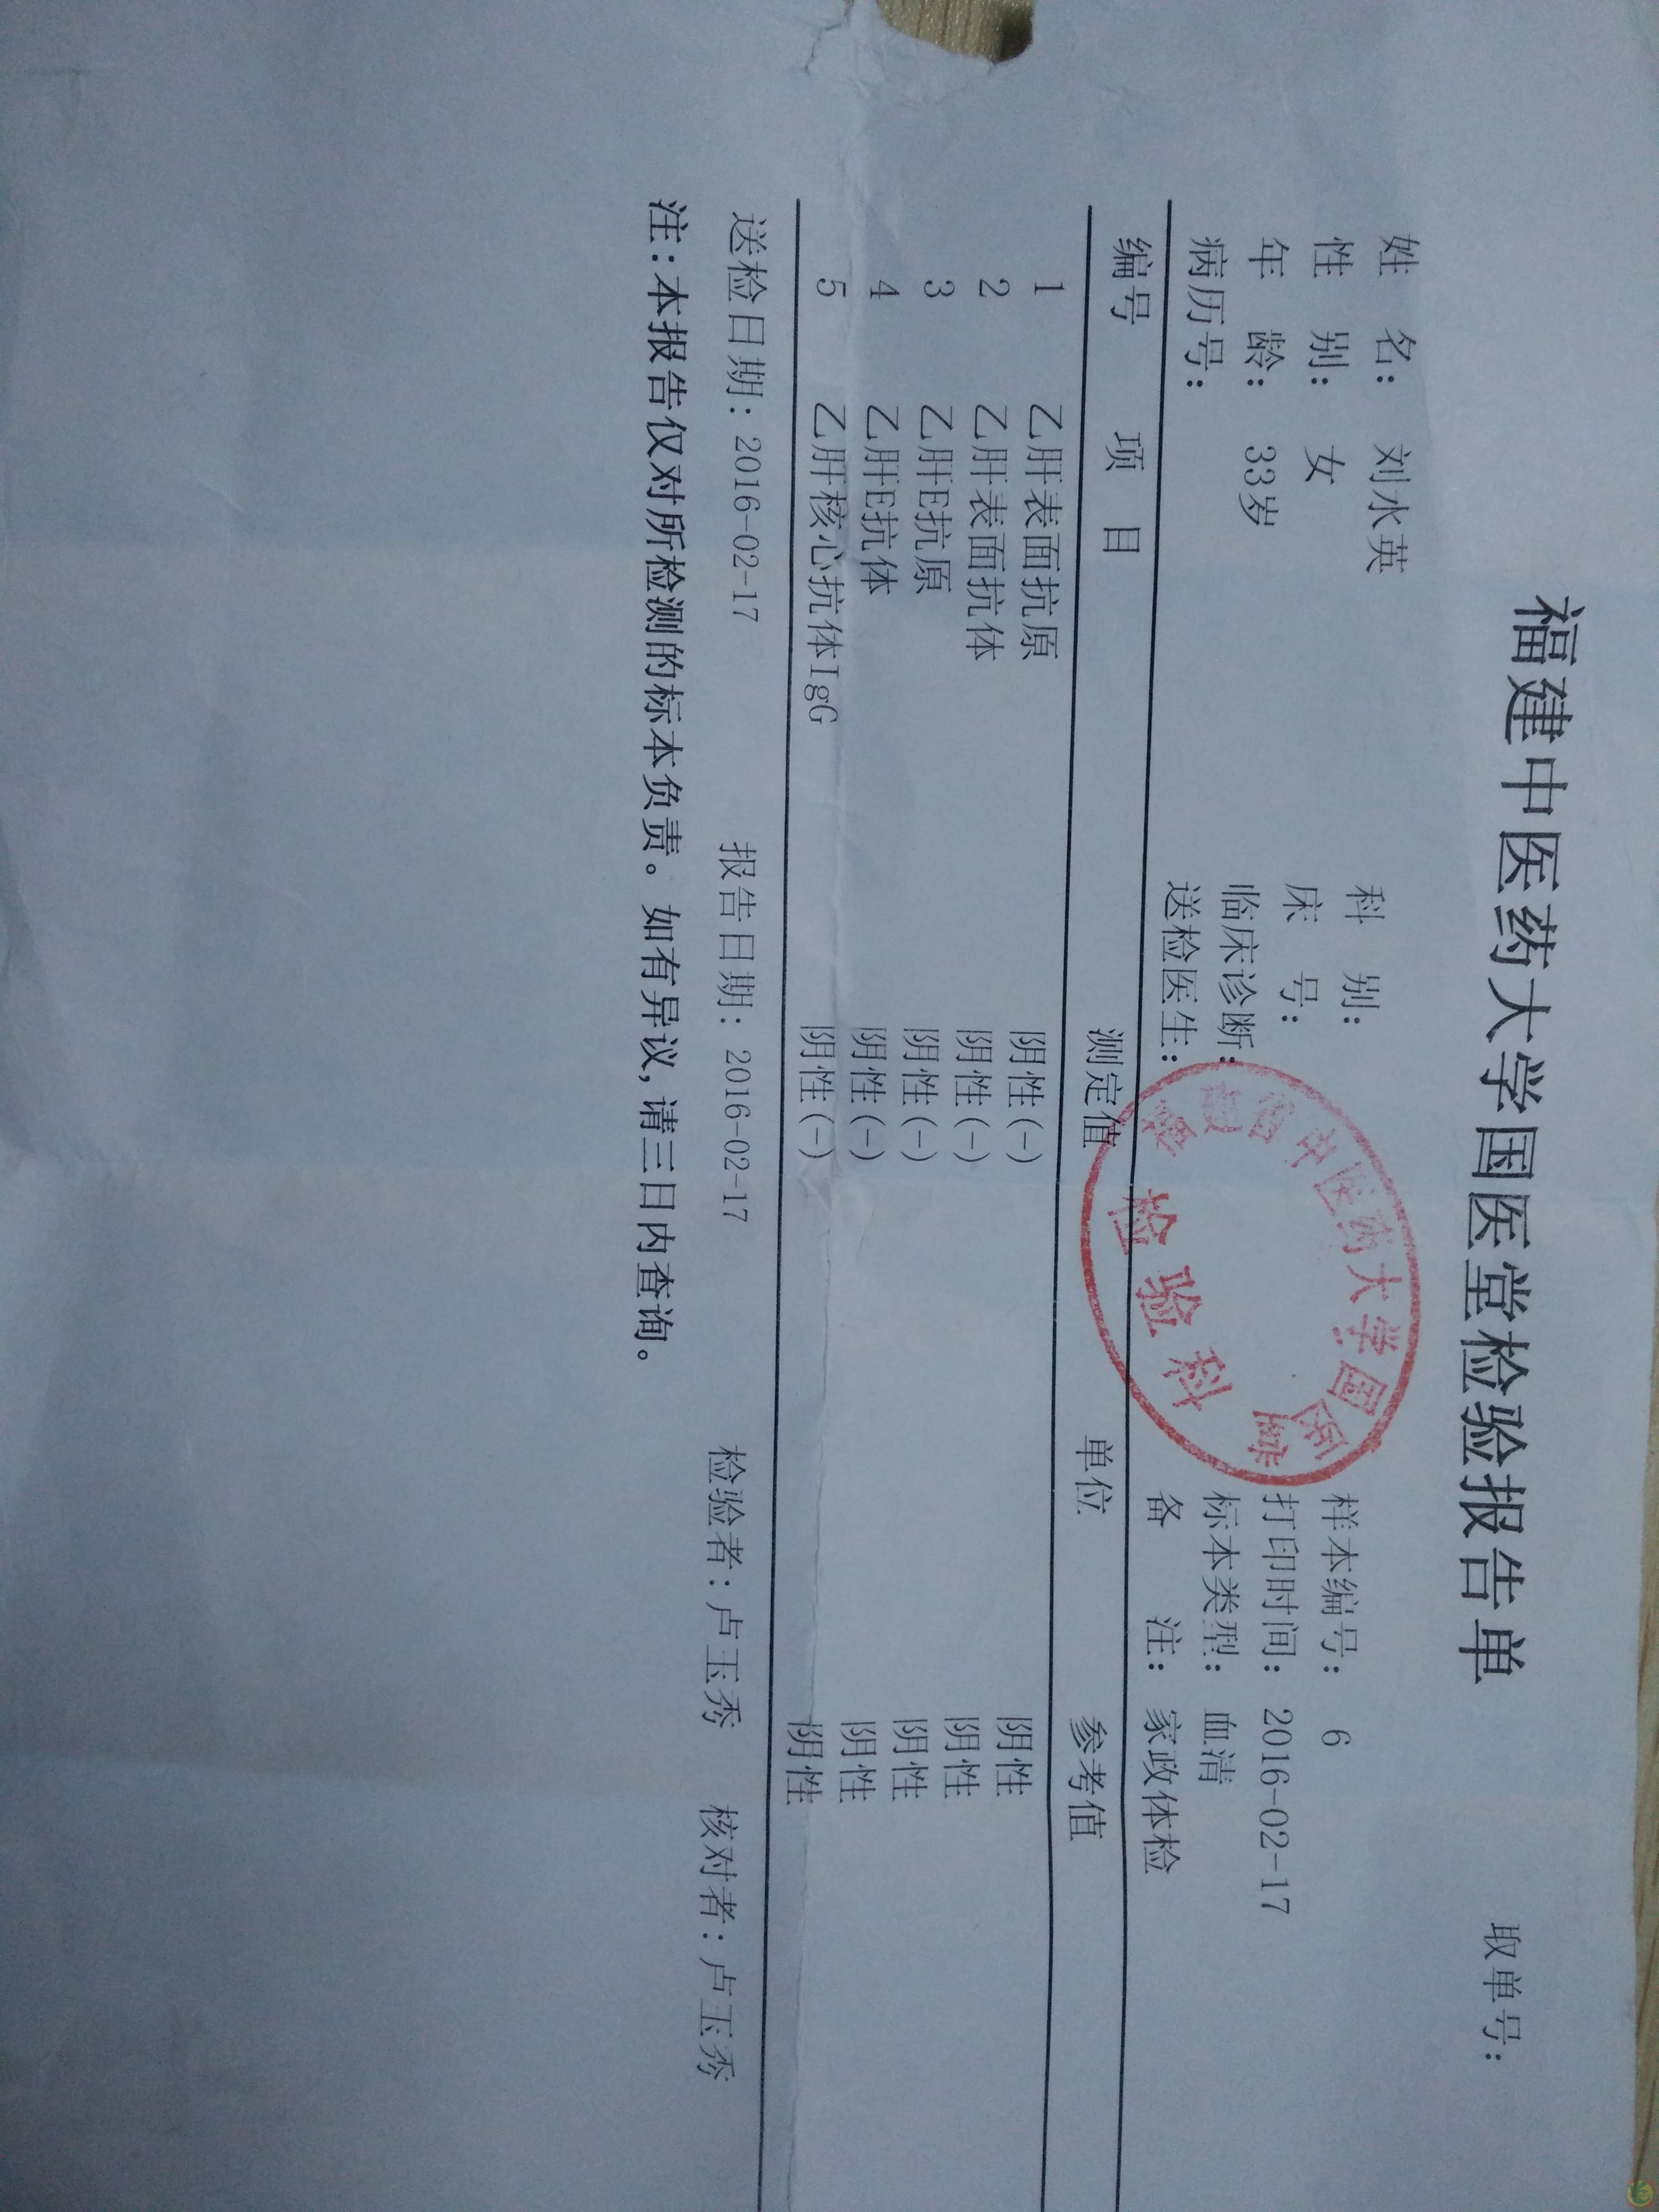 福建中医药大学国医堂检验报告单
取单号:
姓 名: 刘水英 科 别: 样本编号: 6
性 别: 女 床 号: 打印时间: 2016-02-17
年 龄: 33岁 临床诊断: 标本类型: 血清
病历号: 送检医生: 备 注: 家政体检
编号 项 目 测定值 单位 参考值
1 乙肝表面抗原 阴性(-) 阴性
2 乙肝表面抗体 阴性(-) 阴性
3 乙肝E抗原 阴性(-) 阴性
4 乙肝E抗体 阴性(-) 阴性
5 乙肝核心抗体IgG 阴性(-) 阴性
送检日期: 2016-02-17 报告日期: 2016-02-17 检验者: 卢玉秀 核对者: 卢玉秀
注:本报告仅对所检测的标本负责。如有异议,请三日内查询。
中医药大学国医堂
检验科